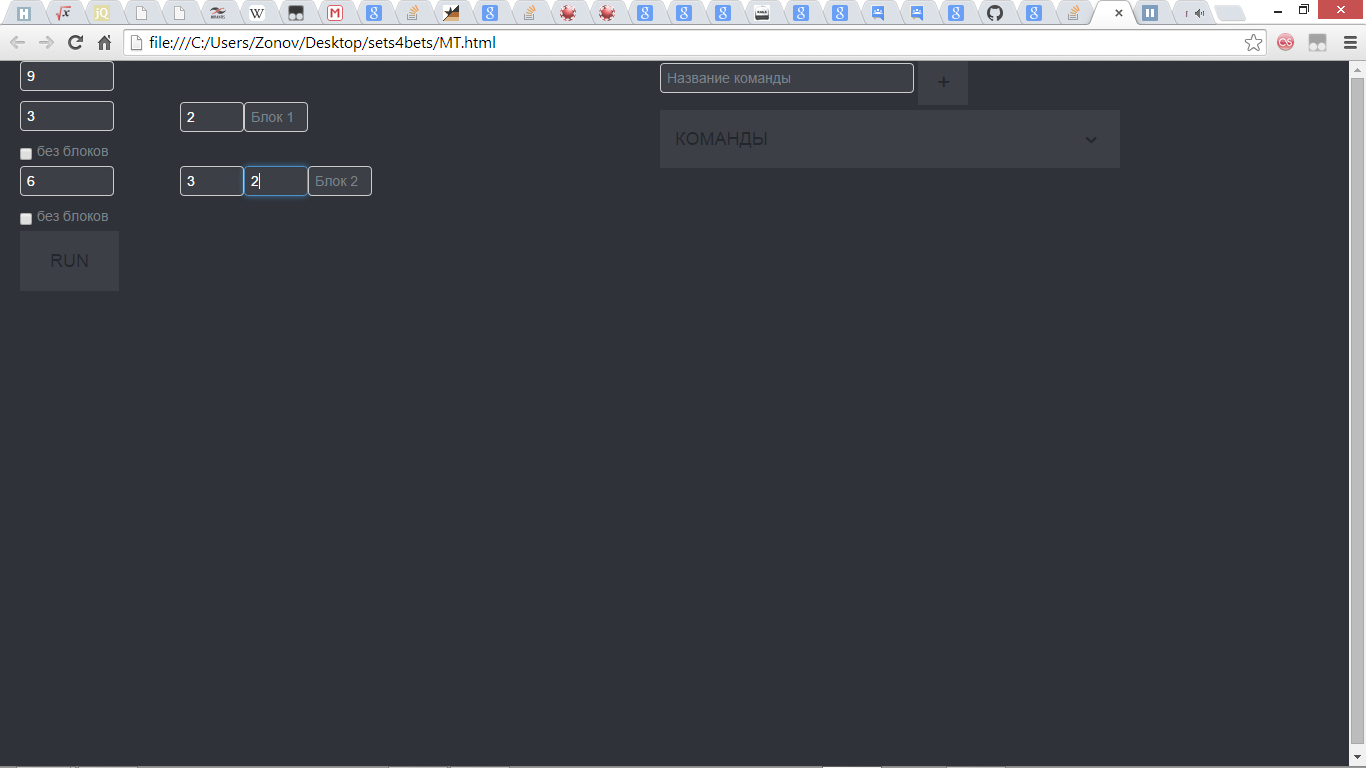 file:///C:/Users/Zonov/Desktop/sets4bets/MT.html
9
Название команды
+
3
2
Блок 1
КОМАНДЫ
без блоков
6
3
2
Блок 2
без блоков
RUN